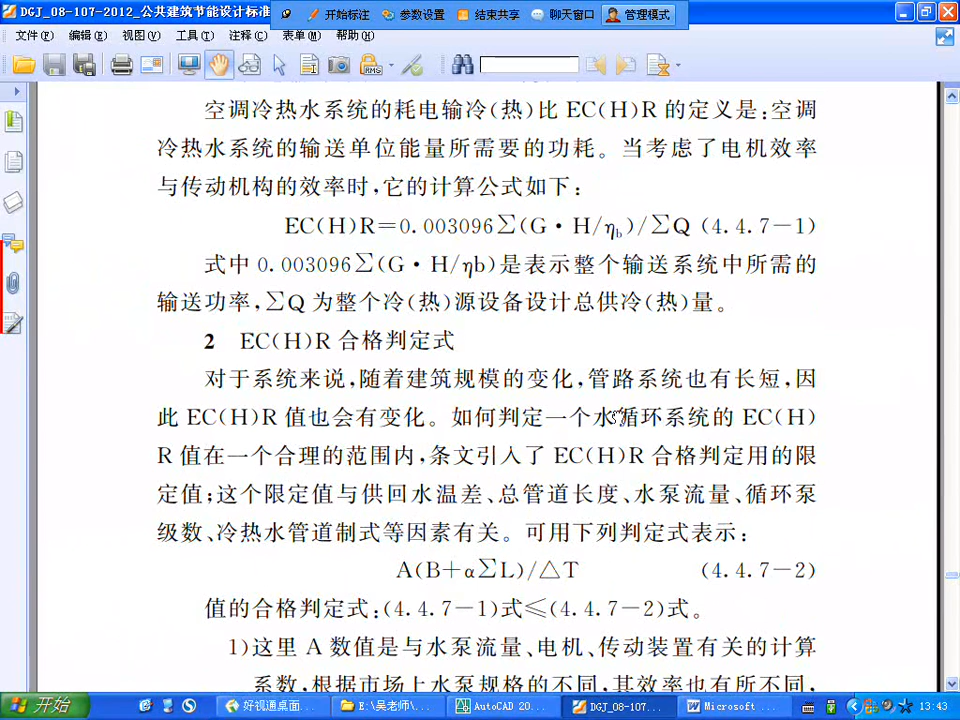 DGJ_08-107-2012_公共建筑节能设计标准
开始标注 参数设置 结束共享 聊天窗口 管理模式
文件(F) 编辑(E) 视图(V) 工具(T) 注释(C) 表单(M) 帮助(H)
空调冷热水系统的耗电输冷(热)比 EC(H)R 的定义是:空调
冷热水系统的输送单位能量所需要的功耗。当考虑了电机效率
与传动机构的效率时,它的计算公式如下:
EC(H)R=0.003096∑(G·H/ηb)/∑Q (4.4.7-1)
式中 0.003096∑(G·H/ηb)是表示整个输送系统中所需的
输送功率,∑Q 为整个冷(热)源设备设计总供冷(热)量。
2 EC(H)R 合格判定式
对于系统来说,随着建筑规模的变化,管路系统也有长短,因
此 EC(H)R 值也会有变化。如何判定一个水循环系统的 EC(H)
R 值在一个合理的范围内,条文引入了 EC(H)R 合格判定用的限
定值;这个限定值与供回水温差、总管道长度、水泵流量、循环泵
级数、冷热水管道制式等因素有关。可用下列判定式表示:
A(B+α∑L)/△T (4.4.7-2)
值的合格判定式:(4.4.7-1)式≤(4.4.7-2)式。
1)这里 A 数值是与水泵流量、电机、传动装置有关的计算
系数,根据市场上水泵规格的不同,其效率也有所不同,
开始 好视通桌面... E:\吴老师\... AutoCAD 20... DGJ_08-107... Microsoft ... 13:43